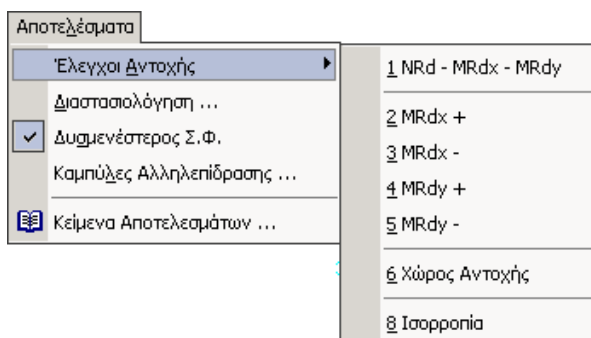 Αποτελέσματα
Έλεγχοι Αντοχής
Διαστασιολόγηση ...
Δυσμενέστερος Σ.Φ.
Καμπύλες Αλληλεπίδρασης ...
Κείμενα Αποτελεσμάτων ...
1 NRd - MRdx - MRdy
2 MRdx +
3 MRdx -
4 MRdy +
5 MRdy -
6 Χώρος Αντοχής
8 Ισορροπία